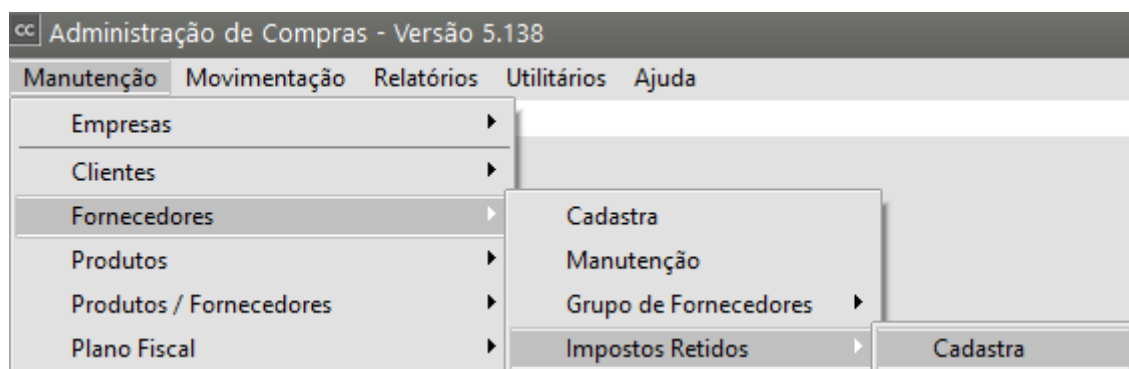 cc Administração de Compras - Versão 5.138
Manutenção Movimentação Relatórios Utilitários Ajuda
Empresas
Clientes
Fornecedores
Cadastra
Produtos
Manutenção
Produtos / Fornecedores
Grupo de Fornecedores
Plano Fiscal
Impostos Retidos
Cadastra